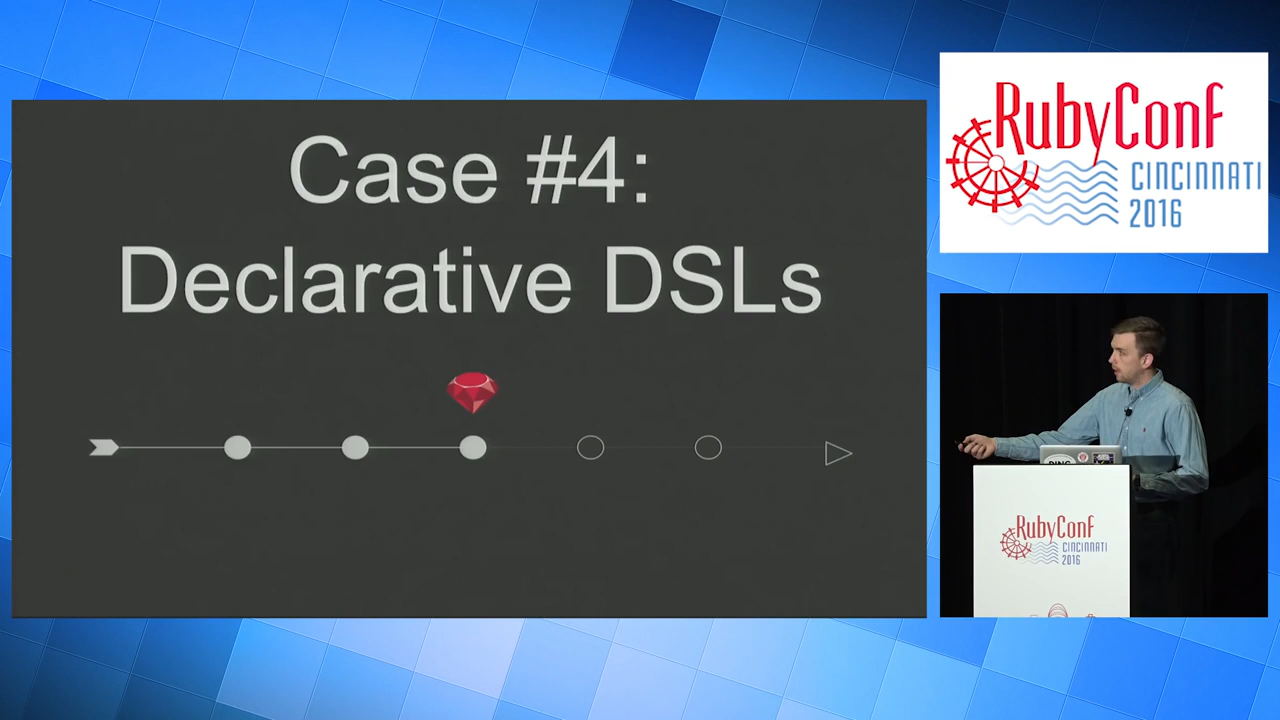 Case #4:
Declarative DSLs
RubyConf
CINCINNATI
2016
RubyConf
CINCINNATI
2016